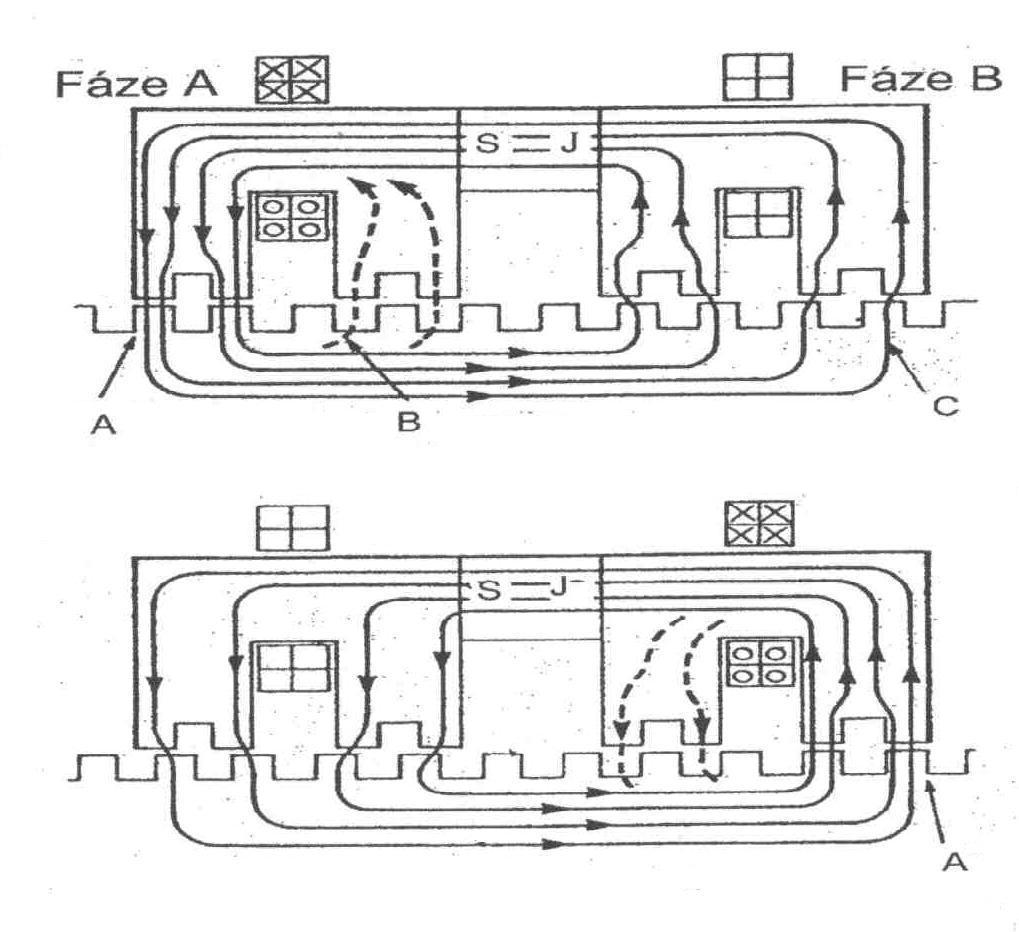 Fáze A
Fáze B
S = J
A
B
C
S = J
A